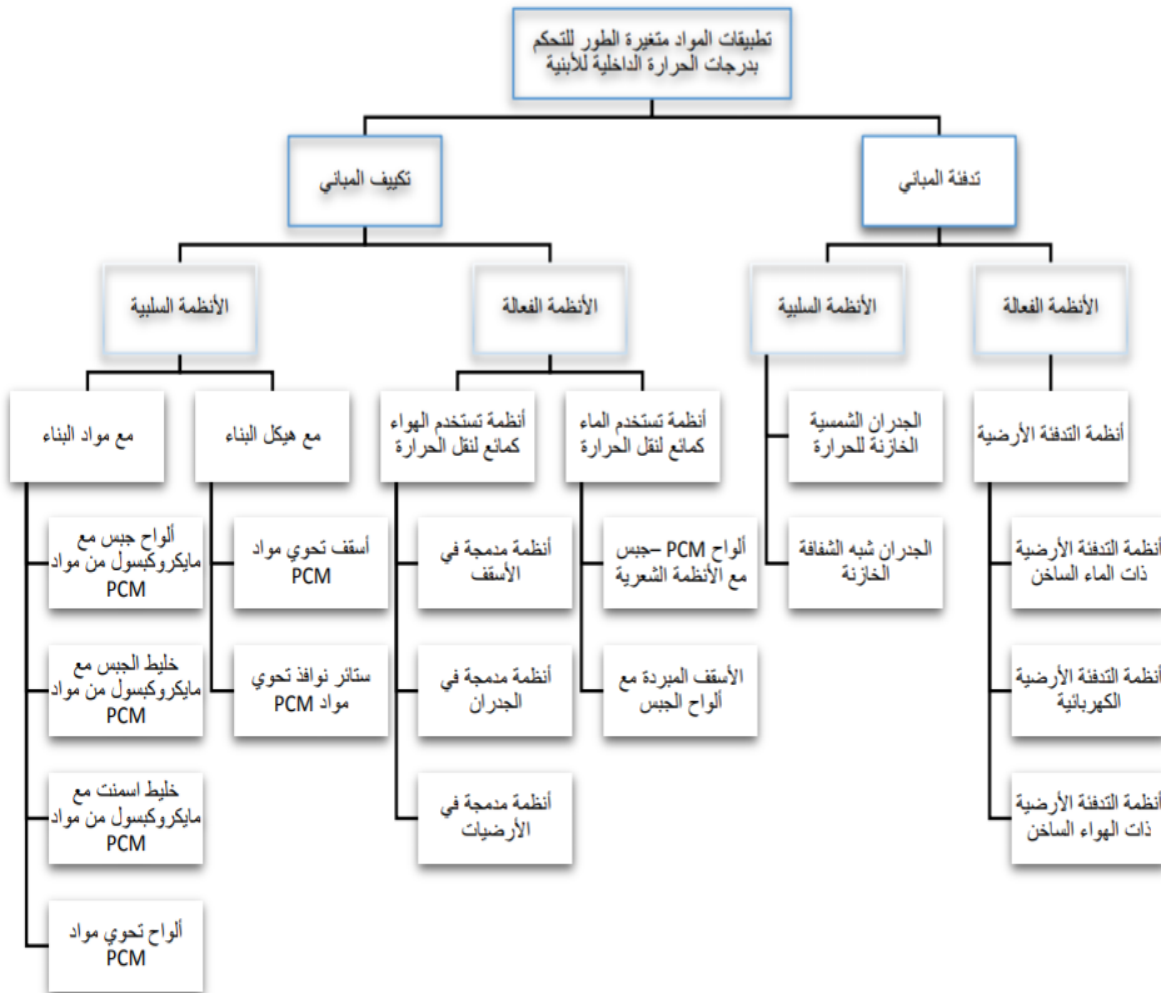 تطبيقات المواد متغيرة الطور للتحكم
بدرجات الحرارة الداخلية للأبنية
تدفئة المباني
تكييف المباني
الأنظمة الفعالة
الأنظمة السلبية
الأنظمة الفعالة
الأنظمة السلبية
أنظمة التدفئة الأرضية
أنظمة التدفئة الأرضية
ذات الماء الساخن
أنظمة التدفئة الأرضية
الكهربائية
أنظمة التدفئة الأرضية
ذات الهواء الساخن
الجدران الشمسية
الخازنة للحرارة
الجدران شبه الشفافة
الخازنة
أنظمة تستخدم الماء
كمائع لنقل الحرارة
ألواح PCM –جبس
مع الأنظمة الشعرية
الأسقف المبردة مع
ألواح الجبس
أنظمة تستخدم الهواء
كمائع لنقل الحرارة
أنظمة مدمجة في
الأسقف
أنظمة مدمجة في
الجدران
أنظمة مدمجة في
الأرضيات
مع هيكل البناء
أسقف تحوي مواد
PCM
ستائر نوافذ تحوي
مواد PCM
مع مواد البناء
ألواح جبس مع
مايكروكبسول من مواد
PCM
خليط الجبس مع
مايكروكبسول من مواد
PCM
خليط اسمنت مع
مايكروكبسول من مواد
PCM
ألواح تحوي مواد
PCM